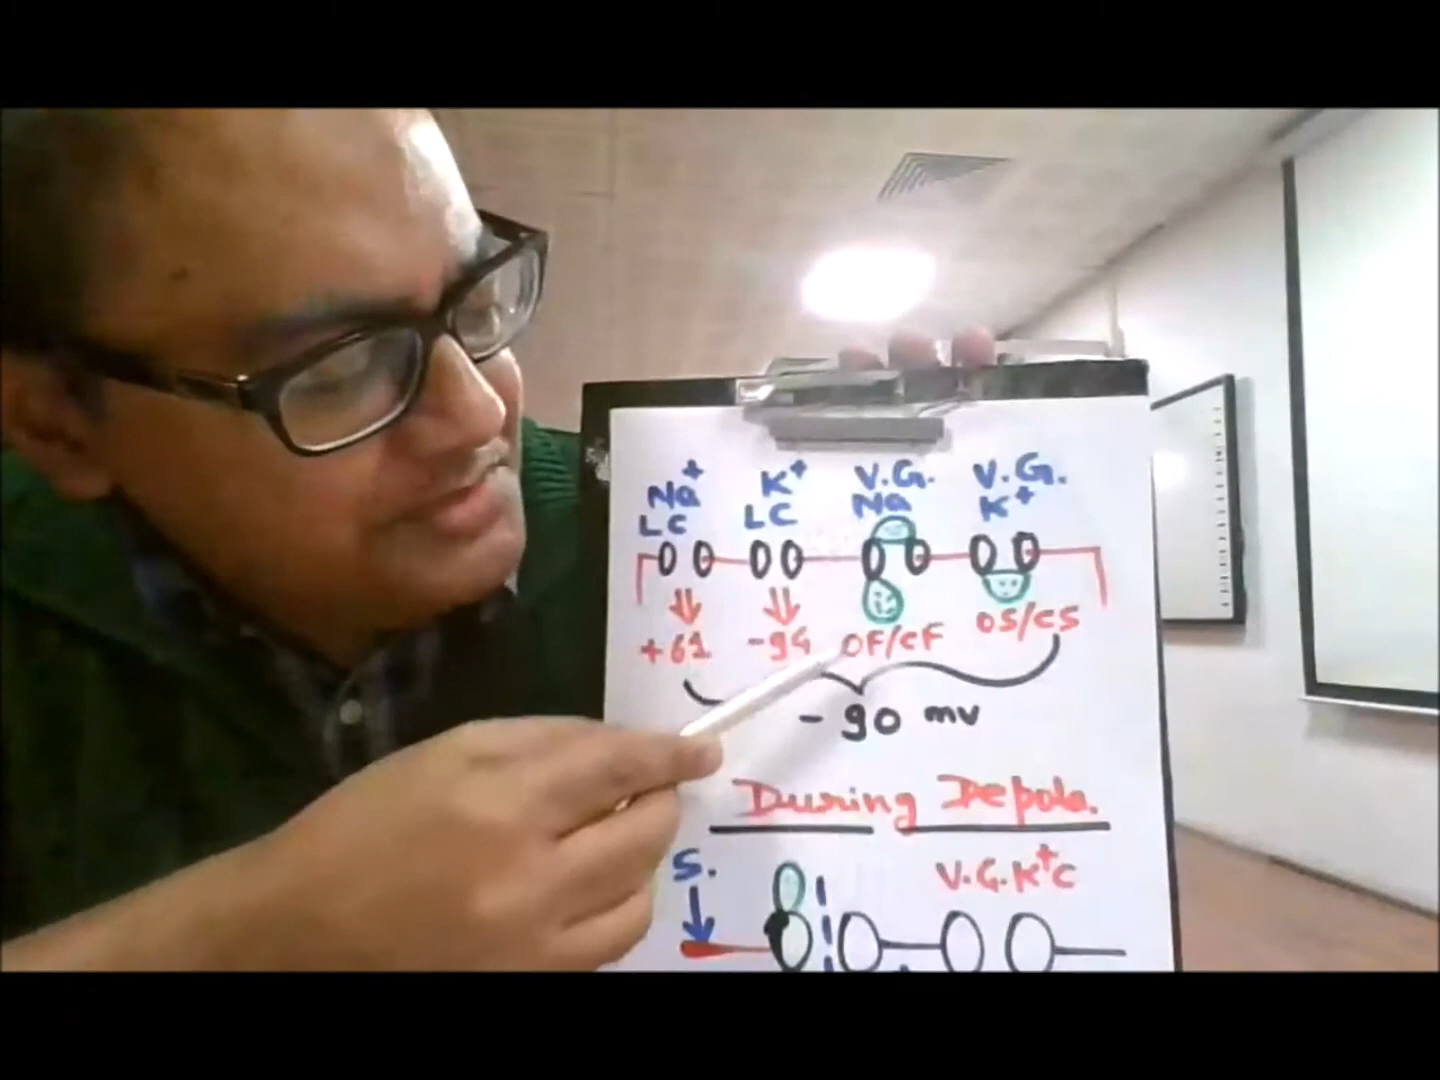 Na+ K+ V.G. V.G.
LC LC Na K+
+61 -94 OF/CF OS/CS
- 90 mv
During Depola.
S. V.G.K+C